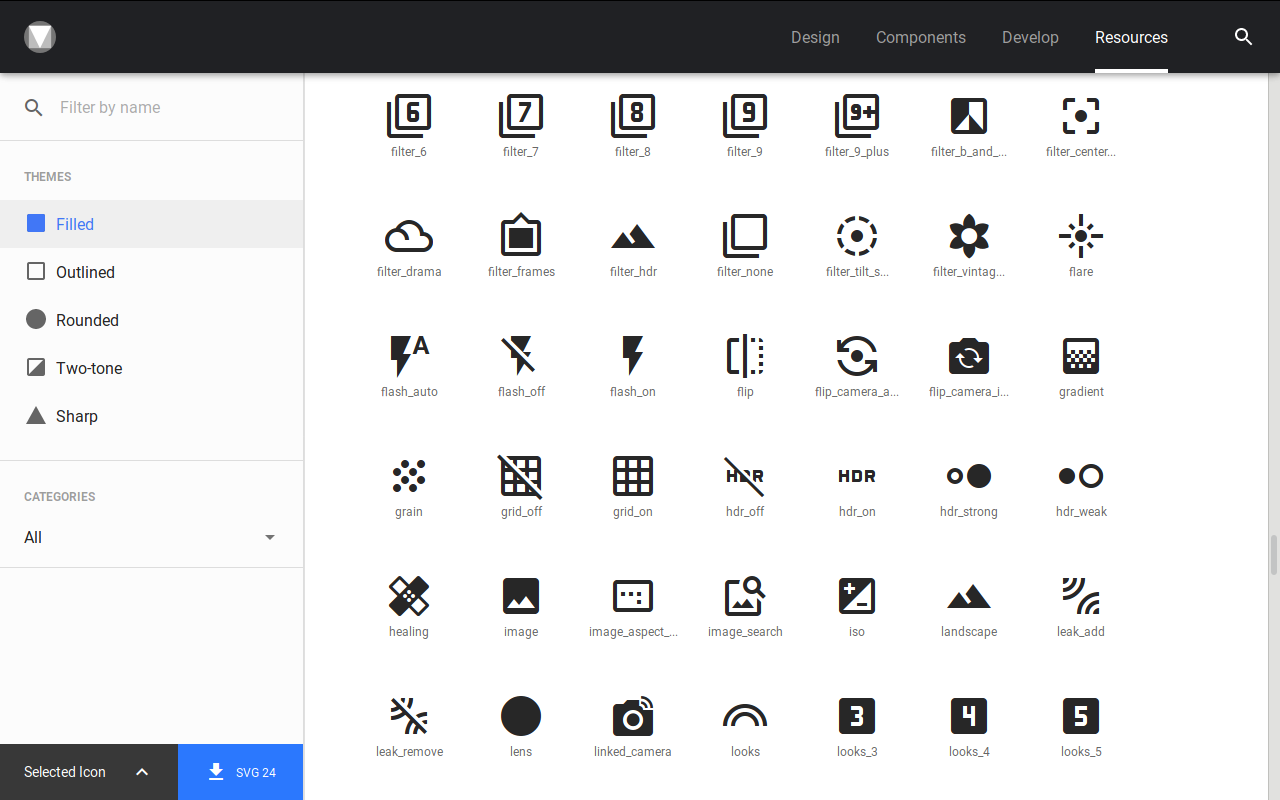 Design Components Develop Resources
Filter by name
THEMES
Filled
Outlined
Rounded
Two-tone
Sharp
CATEGORIES
All
Selected Icon
SVG 24
6 7 8 9 9+
filter_6 filter_7 filter_8 filter_9 filter_9_plus filter_b_and_... filter_center...
filter_drama filter_frames filter_hdr filter_none filter_tilt_s... filter_vintag... flare
A
flash_auto flash_off flash_on flip flip_camera_a... flip_camera_i... gradient
HDR HDR
grain grid_off grid_on hdr_off hdr_on hdr_strong hdr_weak
healing image image_aspect_... image_search iso landscape leak_add
3 4 5
leak_remove lens linked_camera looks looks_3 looks_4 looks_5